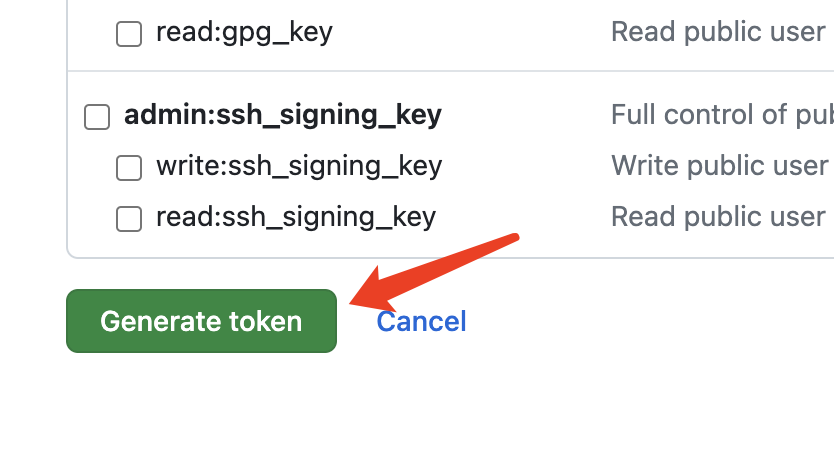 read:gpg_key Read public user
admin:ssh_signing_key Full control of pub
write:ssh_signing_key Write public user
read:ssh_signing_key Read public user
Generate token Cancel